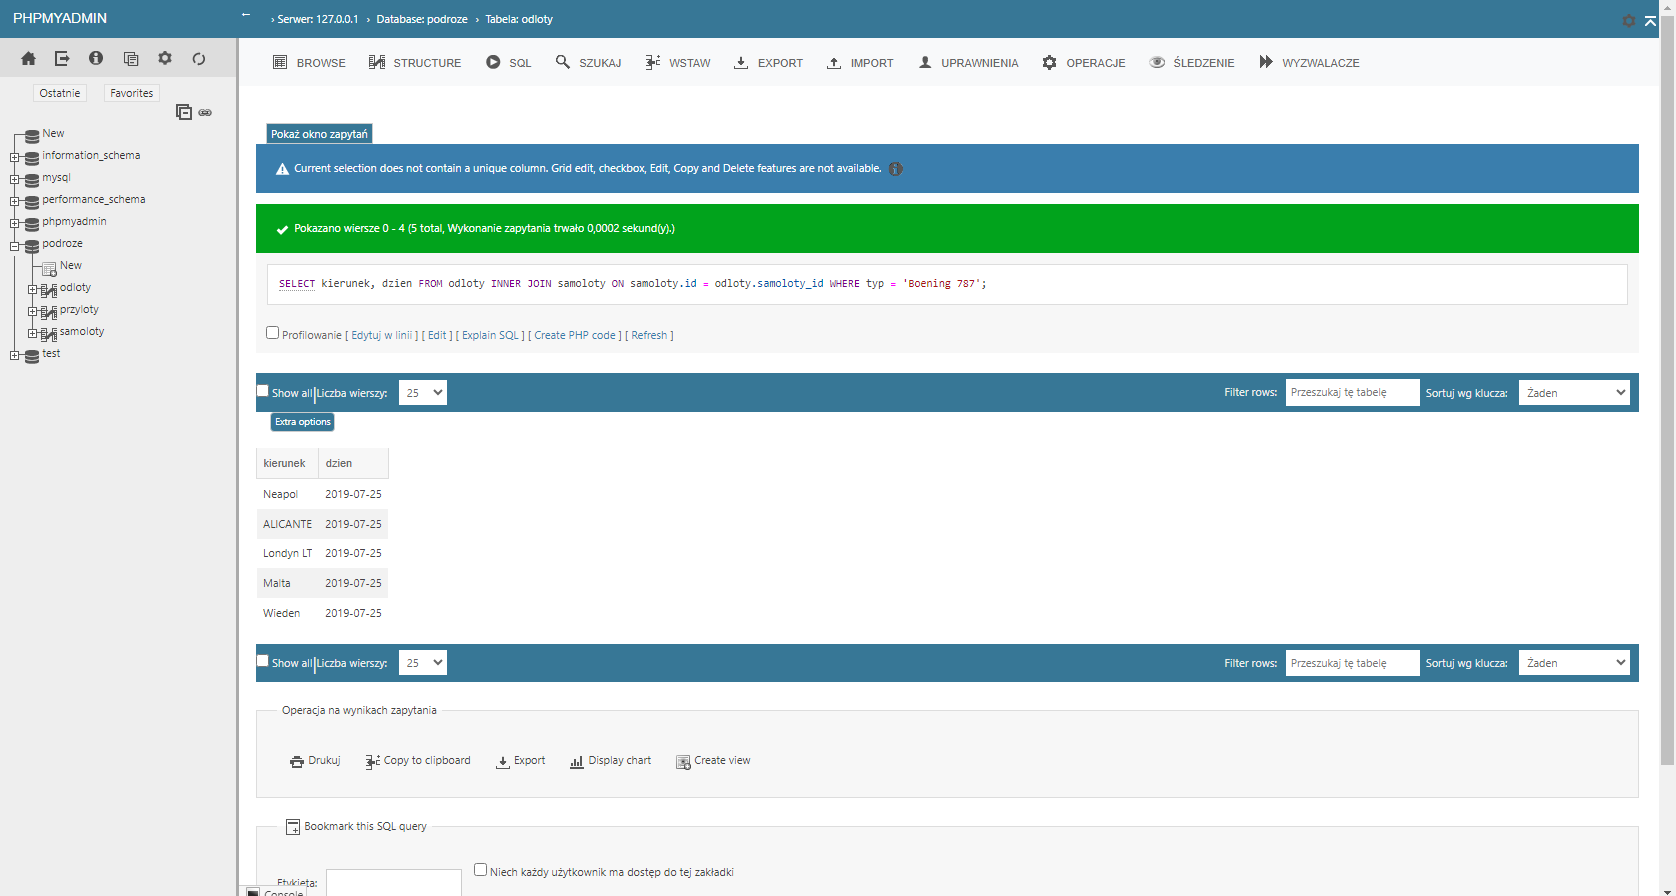 PHPMYADMIN
← › Serwer: 127.0.0.1 › Database: podroze › Tabela: odloty
BROWSE STRUCTURE SQL SZUKAJ WSTAW EXPORT IMPORT UPRAWNIENIA OPERACJE ŚLEDZENIE WYZWALACZE
Ostatnie Favorites
New
information_schema
mysql
performance_schema
phpmyadmin
podroze
New
odloty
przyloty
samoloty
test
Pokaż okno zapytań
Current selection does not contain a unique column. Grid edit, checkbox, Edit, Copy and Delete features are not available.
Pokazano wiersze 0 - 4 (5 total, Wykonanie zapytania trwało 0,0002 sekund(y).)
SELECT kierunek, dzien FROM odloty INNER JOIN samoloty ON samoloty.id = odloty.samoloty_id WHERE typ = 'Boening 787';
Profilowanie [ Edytuj w linii ] [ Edit ] [ Explain SQL ] [ Create PHP code ] [ Refresh ]
Show all Liczba wierszy: 25 Filter rows: Przeszukaj tę tabelę Sortuj wg klucza: Żaden
Extra options
kierunek dzien
Neapol 2019-07-25
ALICANTE 2019-07-25
Londyn LT 2019-07-25
Malta 2019-07-25
Wieden 2019-07-25
Show all Liczba wierszy: 25 Filter rows: Przeszukaj tę tabelę Sortuj wg klucza: Żaden
Operacja na wynikach zapytania
Drukuj Copy to clipboard Export Display chart Create view
Bookmark this SQL query
Etykieta: Niech każdy użytkownik ma dostęp do tej zakładki
Console